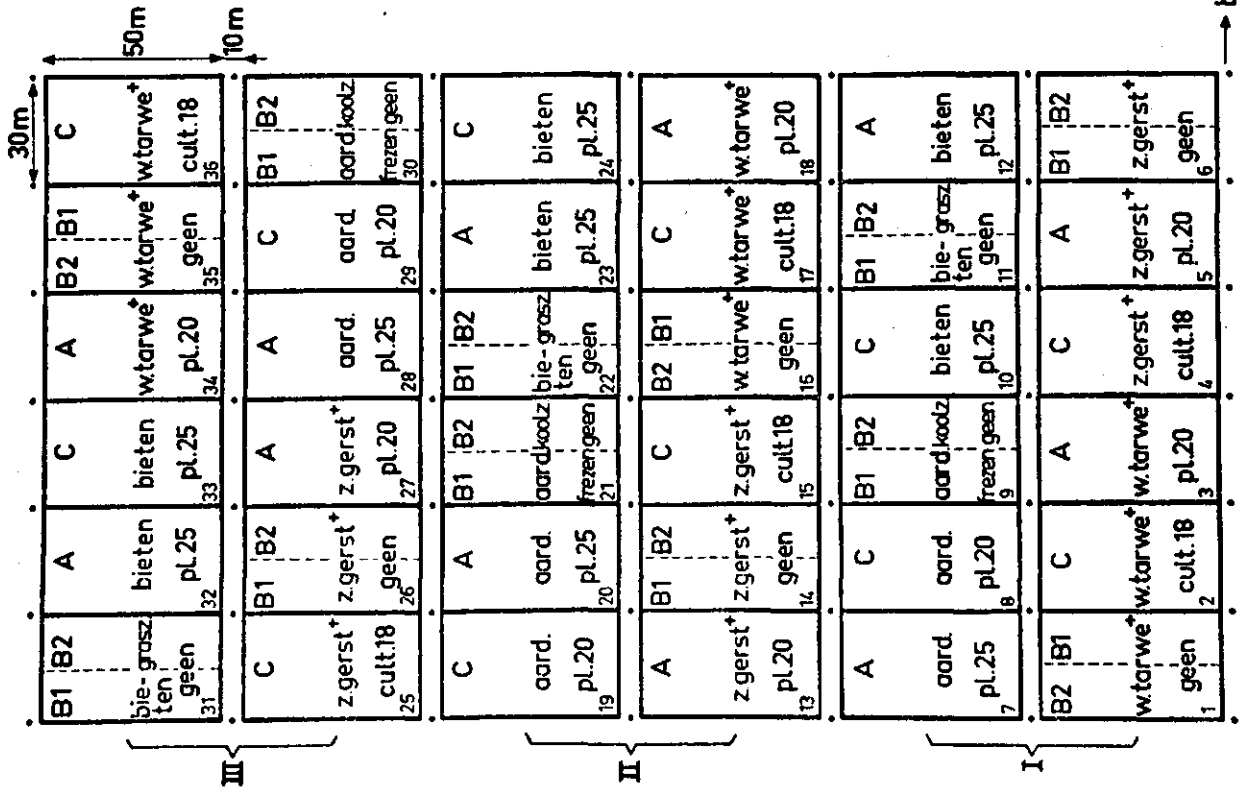 30m
50m
10m
III
B1 B2
bie- grasz.
ten
geen
31
A
bieten
pl.25
32
C
bieten
pl.25
33
A
w.tarwe+
pl.20
34
B2 B1
w.tarwe+
geen
35
C
w.tarwe+
cult.18
36
C
z.gerst+
cult.18
25
B1 B2
z.gerst+
geen
26
A
z.gerst+
pl.20
27
A
aard.
pl.25
28
C
aard.
pl.20
29
B1 B2
aard. koolz.
frezen geen
30
II
C
aard.
pl.20
19
A
aard.
pl.25
20
B1 B2
aard. koolz.
frezen geen
21
B1 B2
bie- grasz.
ten
geen
22
A
bieten
pl.25
23
C
bieten
pl.25
24
A
z.gerst+
pl.20
13
B1 B2
z.gerst+
geen
14
C
z.gerst+
cult.18
15
B2 B1
w.tarwe+
geen
16
C
w.tarwe+
cult.18
17
A
w.tarwe+
pl.20
18
I
A
aard.
pl.25
7
C
aard.
pl.20
8
B1 B2
aard. koolz.
frezen geen
9
C
bieten
pl.25
10
B1 B2
bie- grasz.
ten
geen
11
A
bieten
pl.25
12
B2 B1
w.tarwe+
geen
1
C
w.tarwe+
cult.18
2
A
w.tarwe+
pl.20
3
C
z.gerst+
cult.18
4
A
z.gerst+
pl.20
5
B1 B2
z.gerst+
geen
6